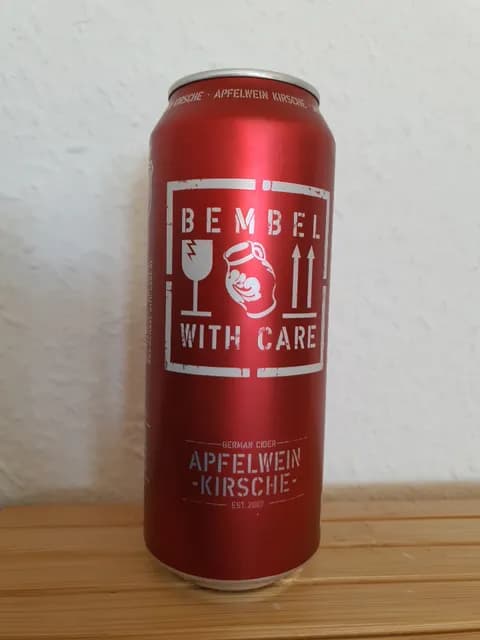 KIRSCHE · APFELWEIN KIRSCHE ·
BEMBEL
WITH CARE
GERMAN CIDER
APFELWEIN
-KIRSCHE-
EST. 2007